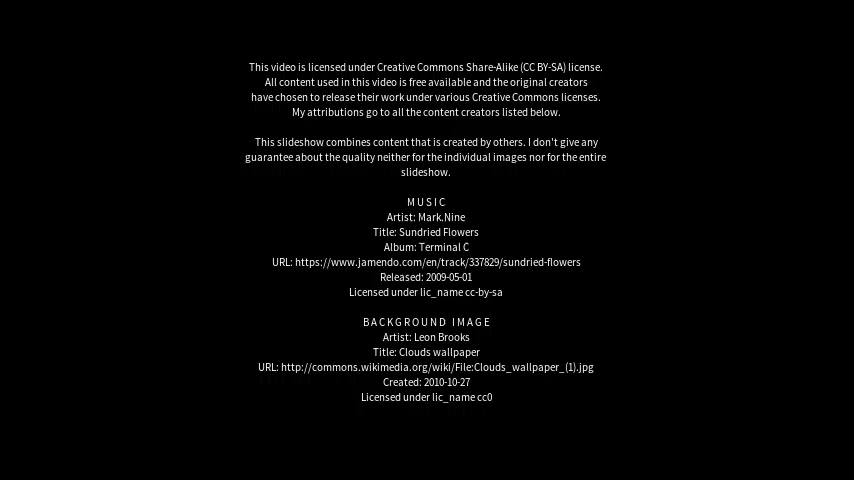 This video is licensed under Creative Commons Share-Alike (CC BY-SA) license.
All content used in this video is free available and the original creators
have chosen to release their work under various Creative Commons licenses.
My attributions go to all the content creators listed below.
This slideshow combines content that is created by others. I don't give any
guarantee about the quality neither for the individual images nor for the entire
slideshow.
MUSIC
Artist: Mark.Nine
Title: Sundried Flowers
Album: Terminal C
URL: https://www.jamendo.com/en/track/337829/sundried-flowers
Released: 2009-05-01
Licensed under lic_name cc-by-sa
BACKGROUND IMAGE
Artist: Leon Brooks
Title: Clouds wallpaper
URL: http://commons.wikimedia.org/wiki/File:Clouds_wallpaper_(1).jpg
Created: 2010-10-27
Licensed under lic_name cc0